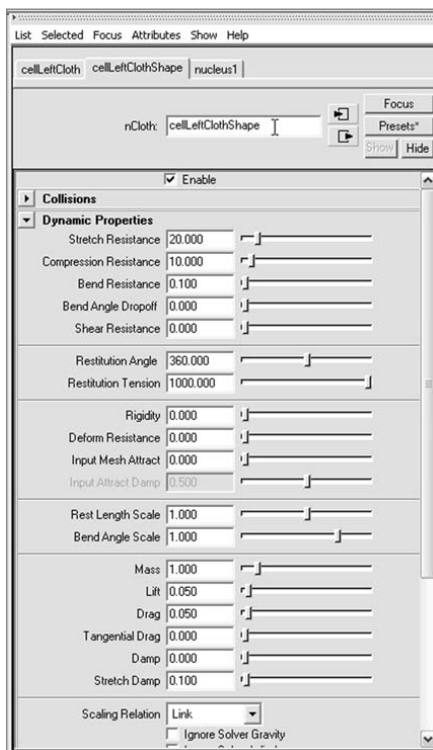 List Selected Focus Attributes Show Help
cellLeftCloth cellLeftClothShape nucleus1
Focus
nCloth: cellLeftClothShape Presets*
Show Hide
Enable
Collisions
Dynamic Properties
Stretch Resistance 20.000
Compression Resistance 10.000
Bend Resistance 0.100
Bend Angle Dropoff 0.000
Shear Resistance 0.000
Restitution Angle 360.000
Restitution Tension 1000.000
Rigidity 0.000
Deform Resistance 0.000
Input Mesh Attract 0.000
Input Attract Damp 0.500
Rest Length Scale 1.000
Bend Angle Scale 1.000
Mass 1.000
Lift 0.050
Drag 0.050
Tangential Drag 0.000
Damp 0.000
Stretch Damp 0.100
Scaling Relation Link
Ignore Solver Gravity